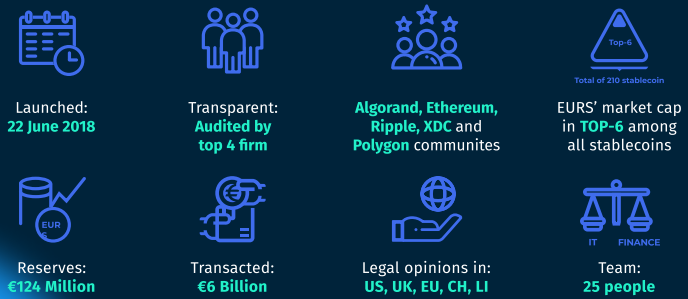 Top-6
Total of 210 stablecoin
Launched:
22 June 2018
Transparent:
Audited by
top 4 firm
Algorand, Ethereum,
Ripple, XDC and
Polygon communites
EURS’ market cap
in TOP-6 among
all stablecoins
EUR
S
Reserves:
€124 Million
€
Transacted:
€6 Billion
Legal opinions in:
US, UK, EU, CH, LI
IT FINANCE
Team:
25 people